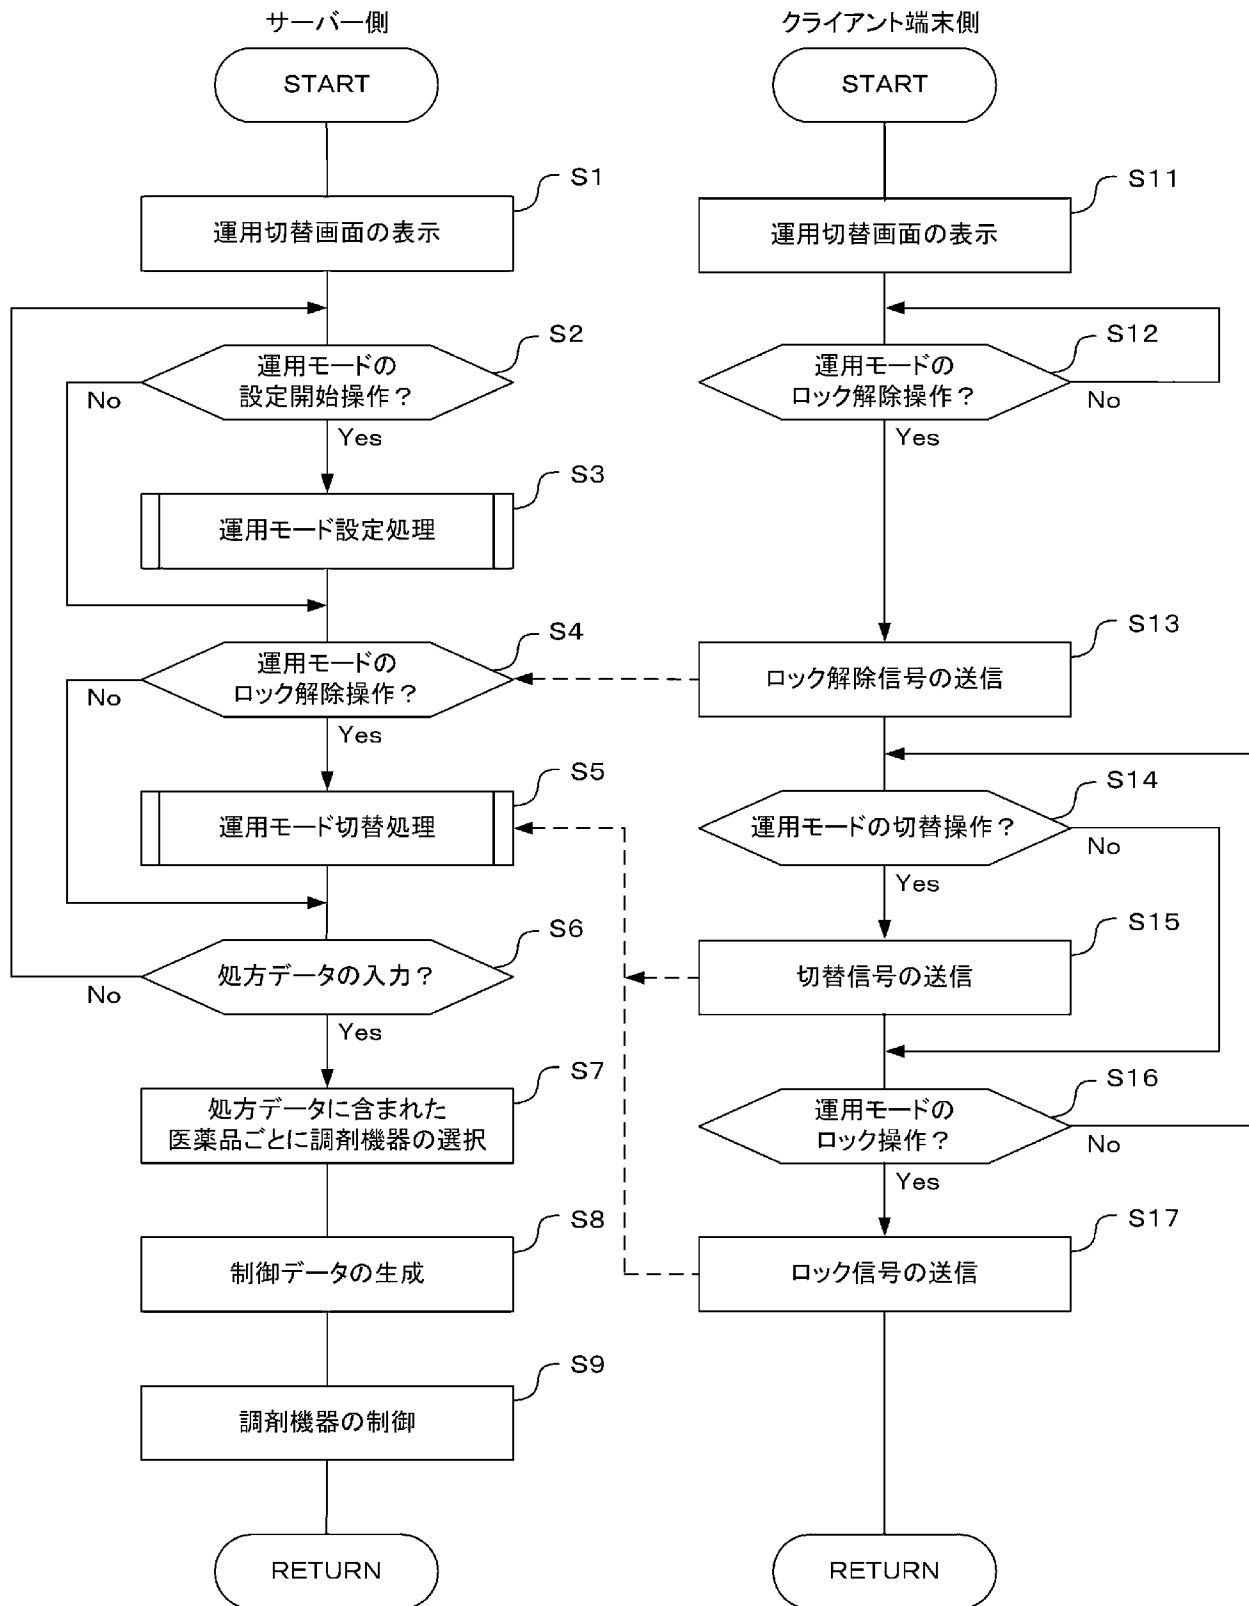 サーバー側
START
S1
運用切替画面の表示
S2
運用モードの
設定開始操作？
No
Yes
S3
運用モード設定処理
S4
運用モードの
ロック解除操作？
No
Yes
S5
運用モード切替処理
S6
処方データの入力？
No
Yes
S7
処方データに含まれた
医薬品ごとに調剤機器の選択
S8
制御データの生成
S9
調剤機器の制御
RETURN
クライアント端末側
START
S11
運用切替画面の表示
S12
運用モードの
ロック解除操作？
No
Yes
S13
ロック解除信号の送信
S14
運用モードの切替操作？
No
Yes
S15
切替信号の送信
S16
運用モードの
ロック操作？
No
Yes
S17
ロック信号の送信
RETURN